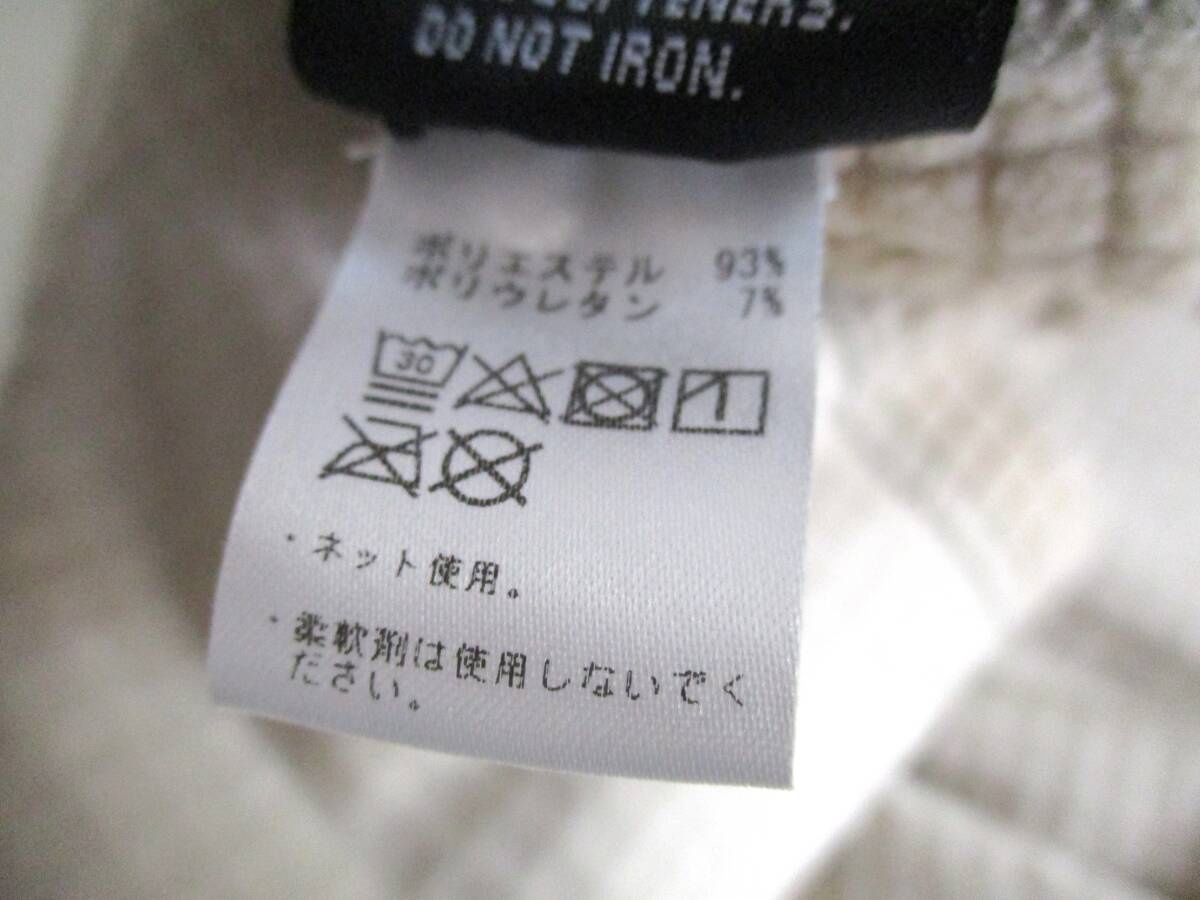 DO NOT IRON.
ポリエステル 93%
ポリウレタン 7%
30
・ネット使用。
・柔軟剤は使用しないでく
ださい。